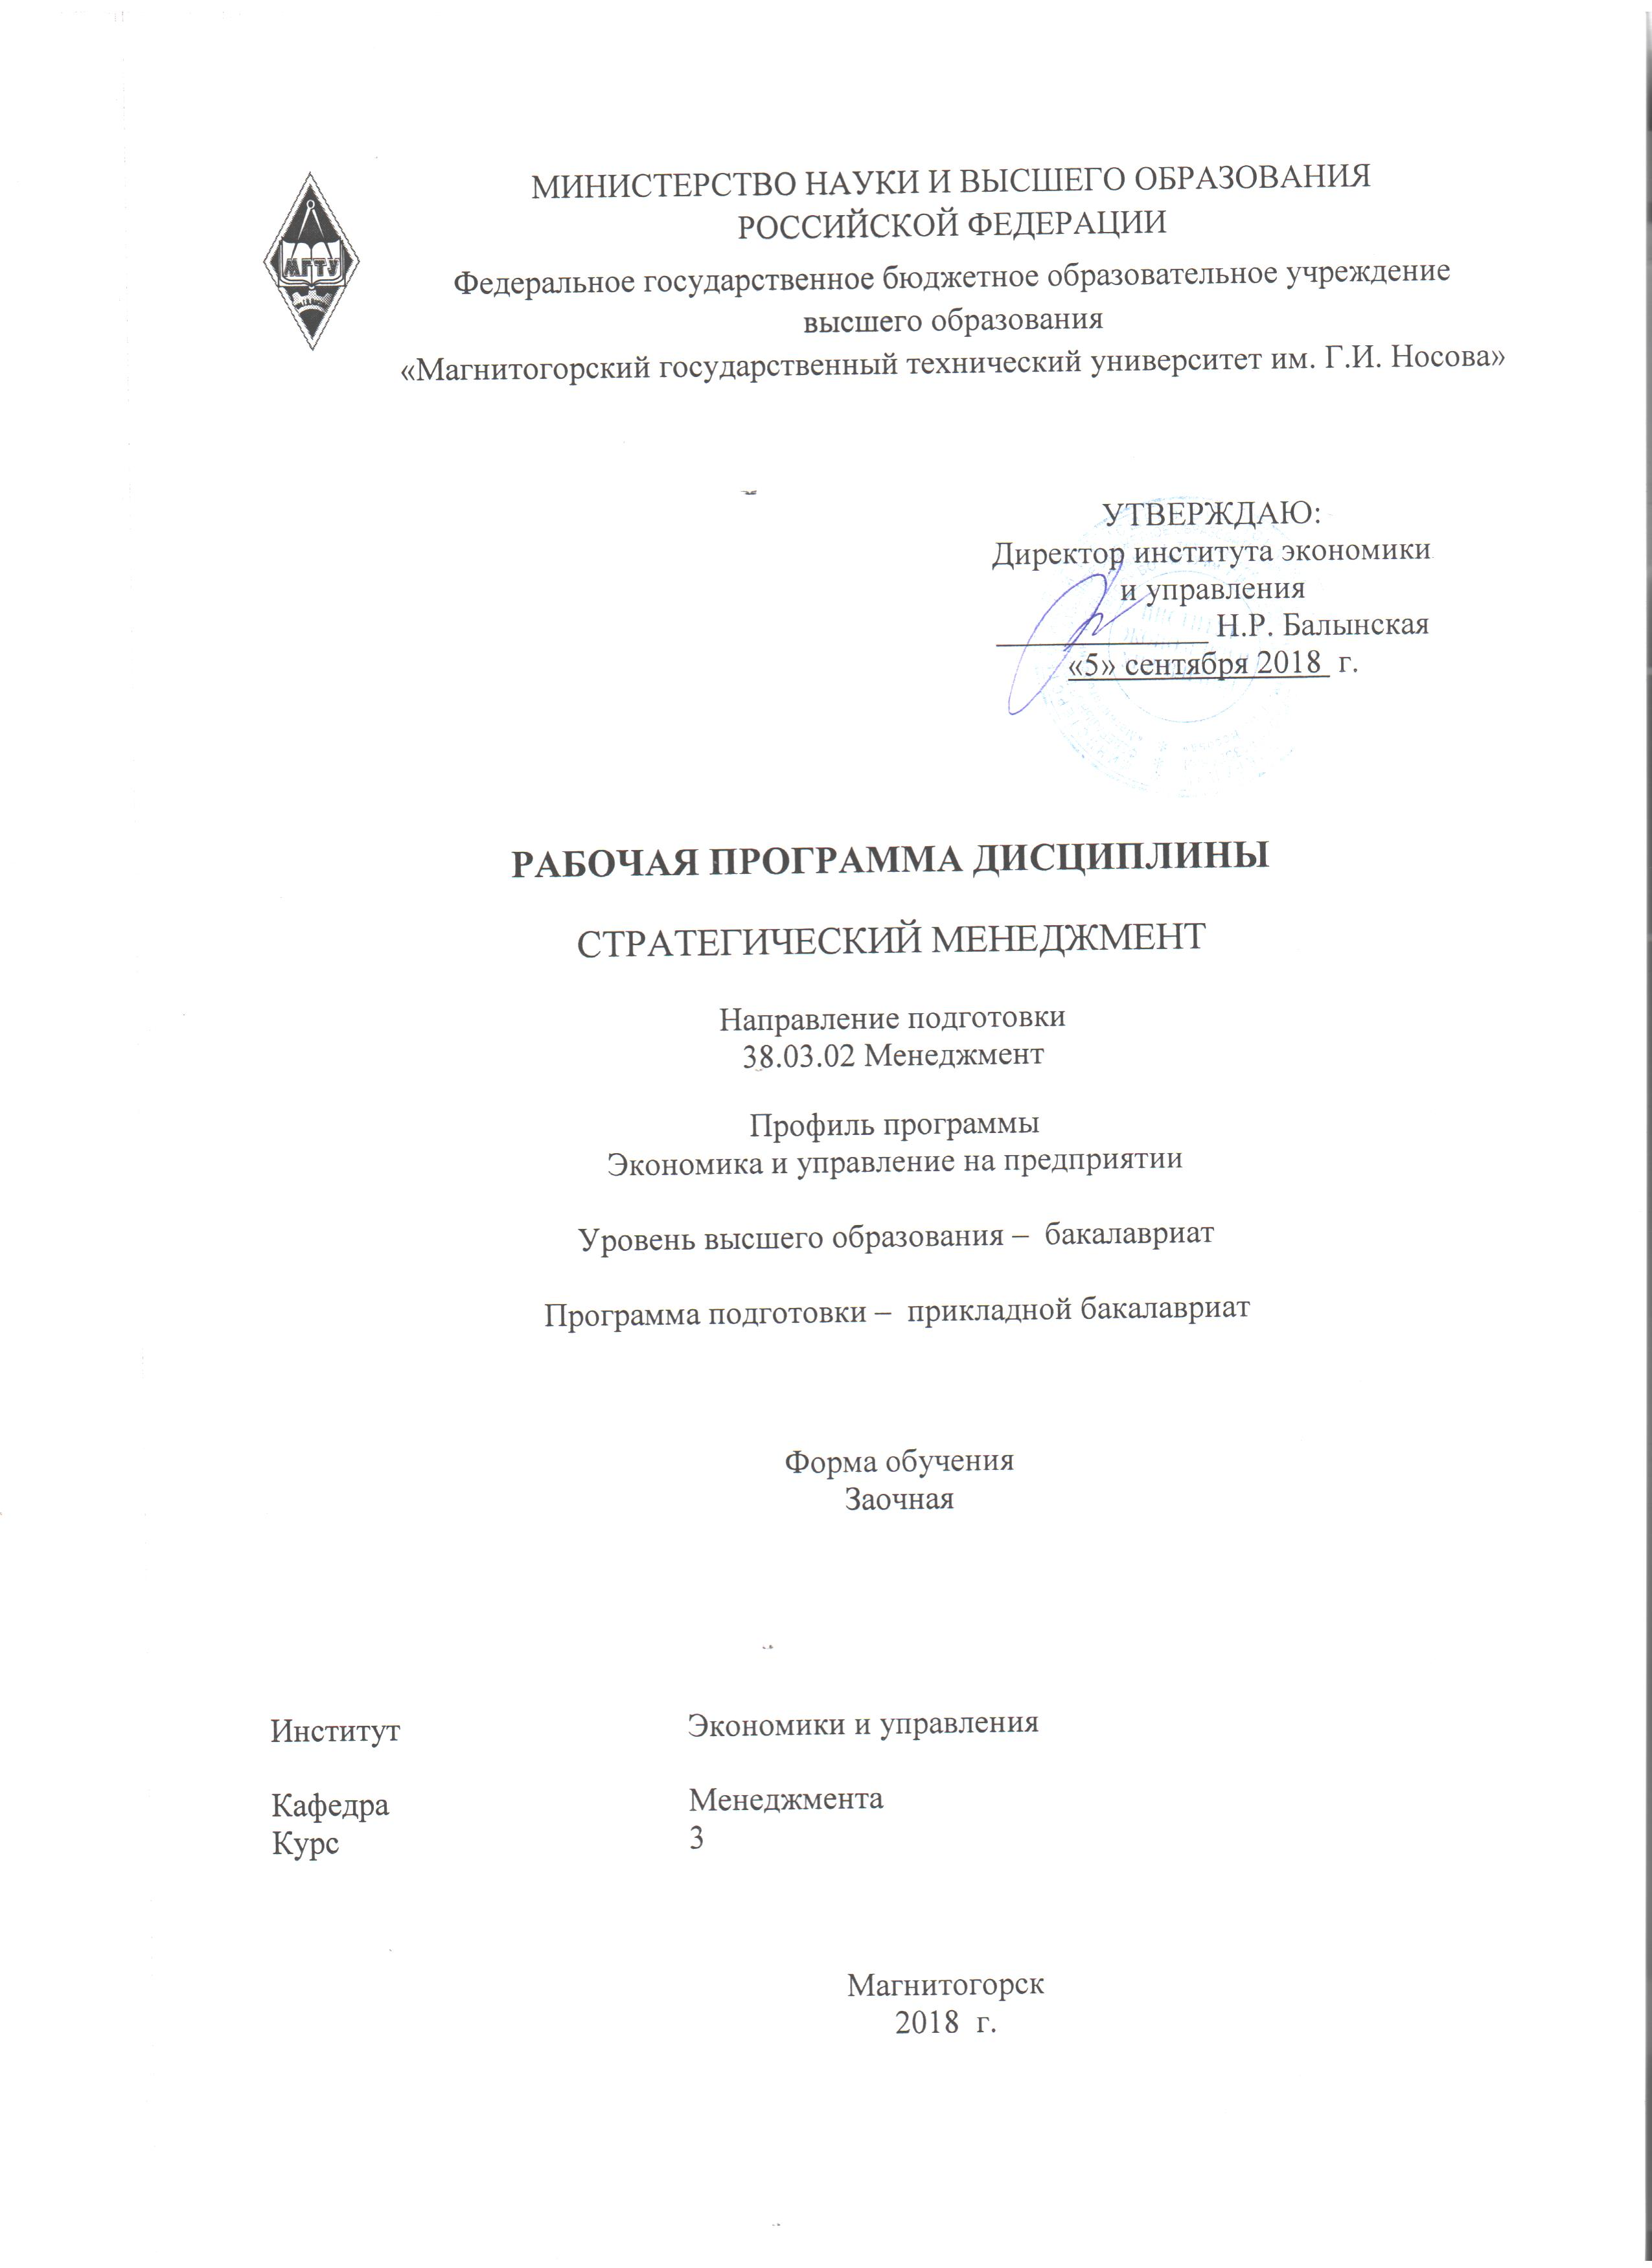 МИНИСТЕРСТВО НАУКИ И ВЫСШЕГО ОБРАЗОВАНИЯ
РОССИЙСКОЙ ФЕДЕРАЦИИ
Федеральное государственное бюджетное образовательное учреждение
высшего образования
«Магнитогорский государственный технический университет им. Г.И. Носова»
МГТУ
УТВЕРЖДАЮ:
Директор института экономики
и управления
Н.Р. Балынская
«5» сентября 2018 г.
РАБОЧАЯ ПРОГРАММА ДИСЦИПЛИНЫ
СТРАТЕГИЧЕСКИЙ МЕНЕДЖМЕНТ
Направление подготовки
38.03.02 Менеджмент
Профиль программы
Экономика и управление на предприятии
Уровень высшего образования – бакалавриат
Программа подготовки – прикладной бакалавриат
Форма обучения
Заочная
Институт Экономики и управления
Кафедра Менеджмента
Курс 3
Магнитогорск
2018 г.